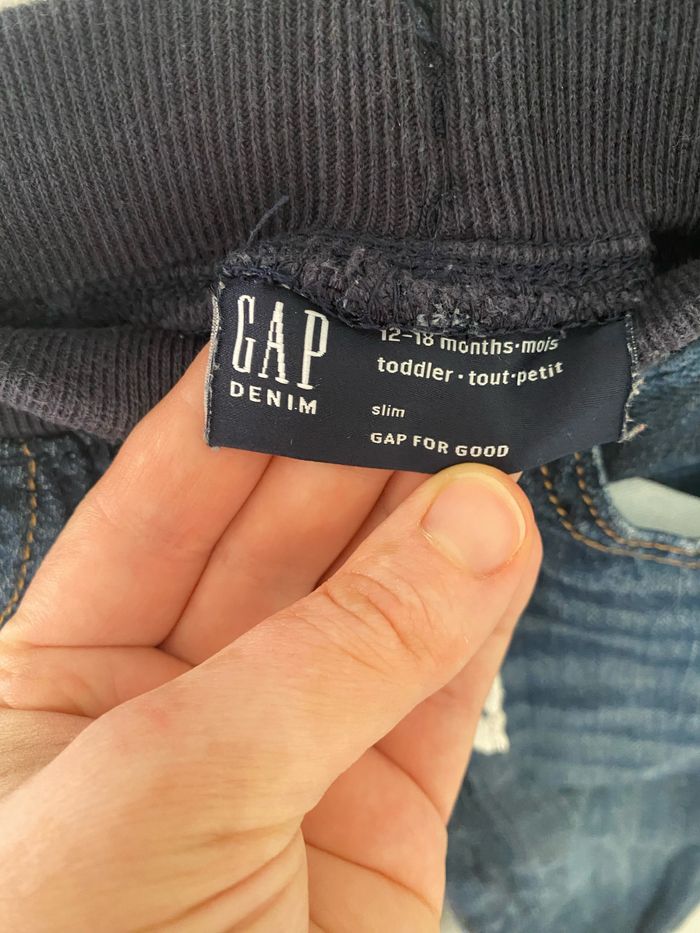 GAP
DENIM
12-18 months·mois
toddler·tout·petit
slim
GAP FOR GOOD